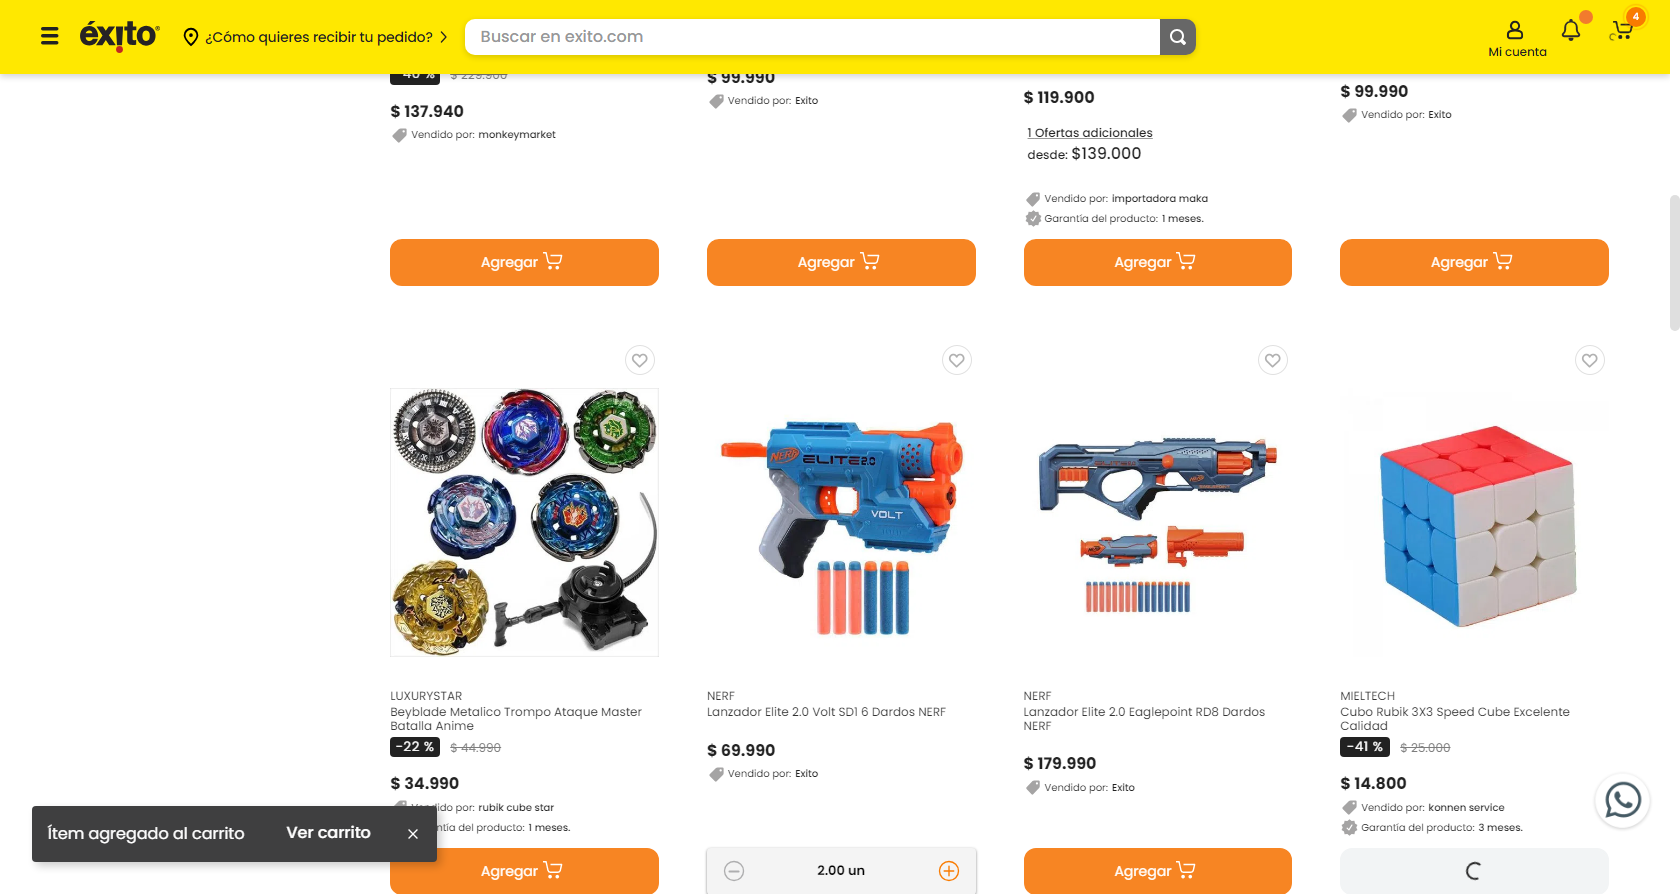 éxito
¿Cómo quieres recibir tu pedido?
Buscar en exito.com
Mi cuenta
4
-40 % $ 229.900
$ 137.940
Vendido por: monkeymarket
$ 99.990
Vendido por: Exito
$ 119.900
1 Ofertas adicionales
desde: $139.000
Vendido por: importadora maka
Garantía del producto: 1 meses.
$ 99.990
Vendido por: Exito
Agregar
Agregar
Agregar
Agregar
NERF ELITE 2.0
VOLT
LUXURYSTAR
Beyblade Metalico Trompo Ataque Master
Batalla Anime
-22 % $ 44.990
$ 34.990
Vendido por: rubik cube star
ntía del producto: 1 meses.
Agregar
NERF
Lanzador Elite 2.0 Volt SD1 6 Dardos NERF
$ 69.990
Vendido por: Exito
2.00 un
NERF
Lanzador Elite 2.0 Eaglepoint RD8 Dardos
NERF
$ 179.990
Vendido por: Exito
Agregar
MIELTECH
Cubo Rubik 3X3 Speed Cube Excelente
Calidad
-41 % $ 25.000
$ 14.800
Vendido por: konnen service
Garantía del producto: 3 meses.
Ítem agregado al carrito Ver carrito